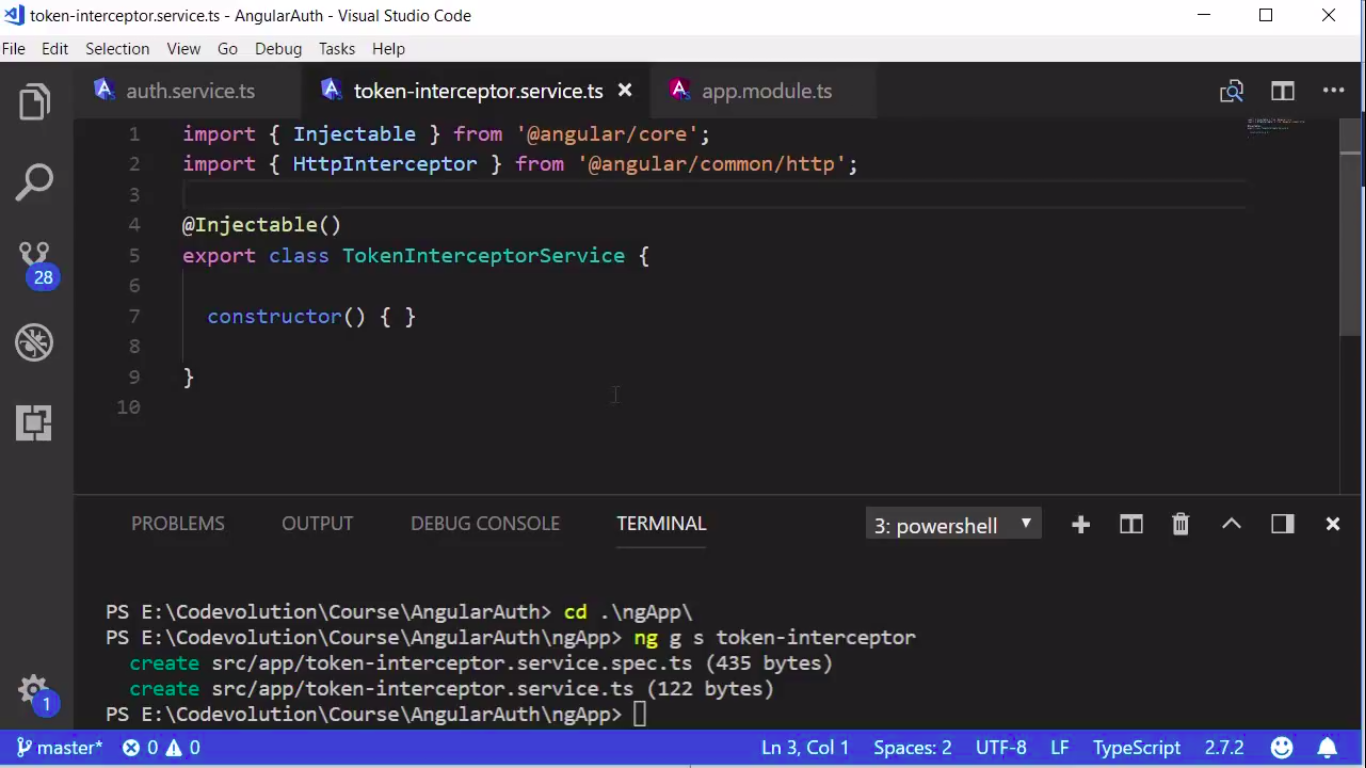 token-interceptor.service.ts - AngularAuth - Visual Studio Code
File Edit Selection View Go Debug Tasks Help
auth.service.ts token-interceptor.service.ts app.module.ts
1 import { Injectable } from '@angular/core';
2 import { HttpInterceptor } from '@angular/common/http';
3
4 @Injectable()
5 export class TokenInterceptorService {
6
7 constructor() { }
8
9 }
10
28
PROBLEMS OUTPUT DEBUG CONSOLE TERMINAL 3: powershell
PS E:\Codevolution\Course\AngularAuth> cd .\ngApp\
PS E:\Codevolution\Course\AngularAuth\ngApp> ng g s token-interceptor
create src/app/token-interceptor.service.spec.ts (435 bytes)
create src/app/token-interceptor.service.ts (122 bytes)
PS E:\Codevolution\Course\AngularAuth\ngApp>
1
master* 0 0 Ln 3, Col 1 Spaces: 2 UTF-8 LF TypeScript 2.7.2